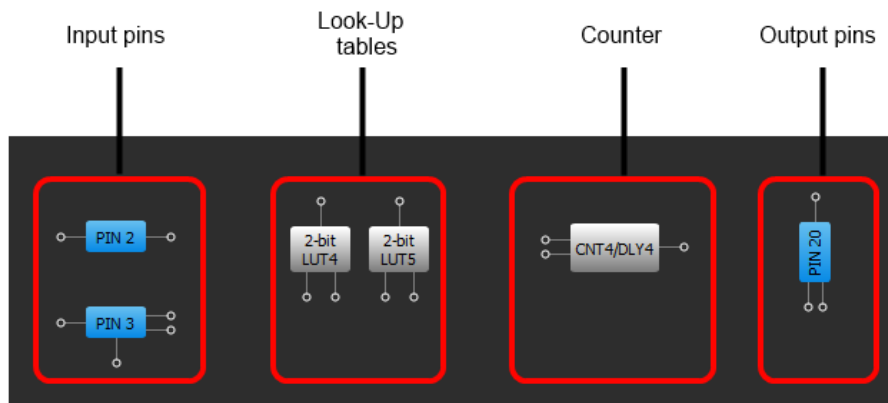 Input pins
Look-Up
tables
Counter
Output pins
PIN 2
PIN 3
2-bit
LUT4
2-bit
LUT5
CNT4/DLY4
PIN 20